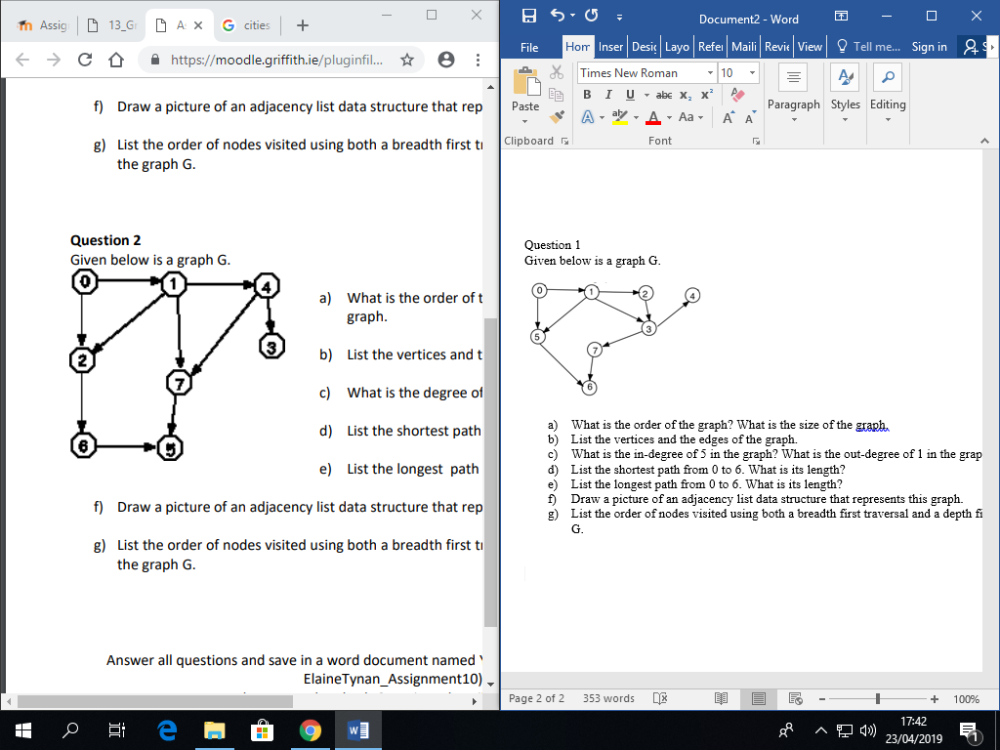 Assig
13_G
A
cities
https://moodle.griffith.ie/pluginfil...
f) Draw a picture of an adjacency list data structure that rep
g) List the order of nodes visited using both a breadth first t
the graph G.
Question 2
Given below is a graph G.
0
1
4
2
3
7
6
5
a) What is the order of t
graph.
b) List the vertices and t
c) What is the degree of
d) List the shortest path
e) List the longest path
f) Draw a picture of an adjacency list data structure that rep
g) List the order of nodes visited using both a breadth first t
the graph G.
Answer all questions and save in a word document named
ElaineTynan_Assignment10)
Document2 - Word
File Hom Inser Desig Layo Refer Maili Revie View Tell me... Sign in S
Paste
Times New Roman 10
B I U abc x₂ x²
A aby A Aa A A
Paragraph Styles Editing
Clipboard Font
Question 1
Given below is a graph G.
0
1
2
4
3
5
7
6
a) What is the order of the graph? What is the size of the graph.
b) List the vertices and the edges of the graph.
c) What is the in-degree of 5 in the graph? What is the out-degree of 1 in the grap
d) List the shortest path from 0 to 6. What is its length?
e) List the longest path from 0 to 6. What is its length?
f) Draw a picture of an adjacency list data structure that represents this graph.
g) List the order of nodes visited using both a breadth first traversal and a depth fi
G.
Page 2 of 2 353 words 100%
17:42
23/04/2019
1